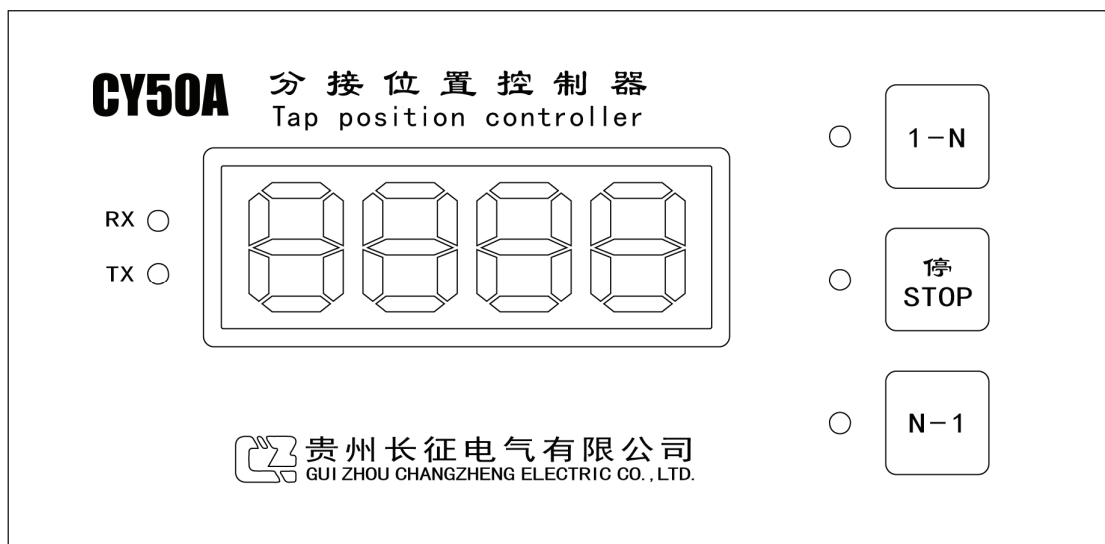 CY50A 分接位置控制器
Tap position controller
1-N
RX
TX
停
STOP
N-1
贵州长征电气有限公司
GUI ZHOU CHANGZHENG ELECTRIC CO.,LTD.